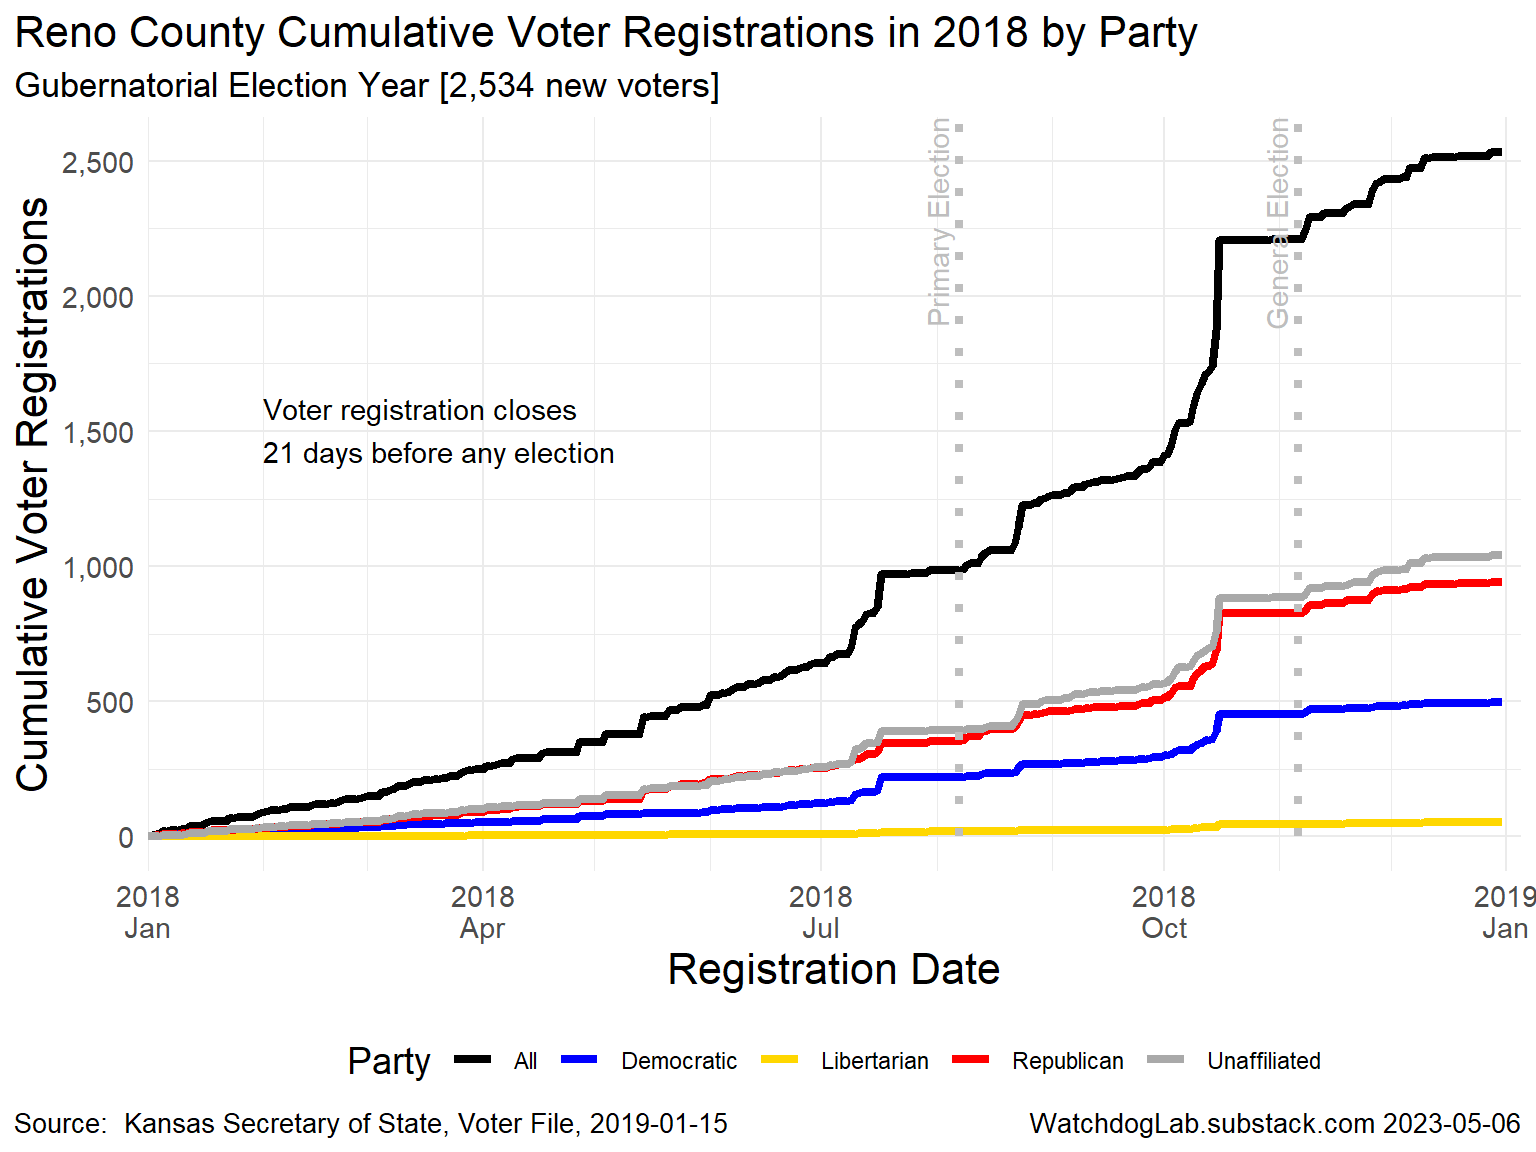 Reno County Cumulative Voter Registrations in 2018 by Party
Gubernatorial Election Year [2,534 new voters]
Cumulative Voter Registrations
2,500
2,000
1,500
1,000
500
0
Primary Election
General Election
Voter registration closes
21 days before any election
2018
Jan
2018
Apr
2018
Jul
2018
Oct
2019
Jan
Registration Date
Party
All
Democratic
Libertarian
Republican
Unaffiliated
Source:  Kansas Secretary of State, Voter File, 2019-01-15
WatchdogLab.substack.com 2023-05-06